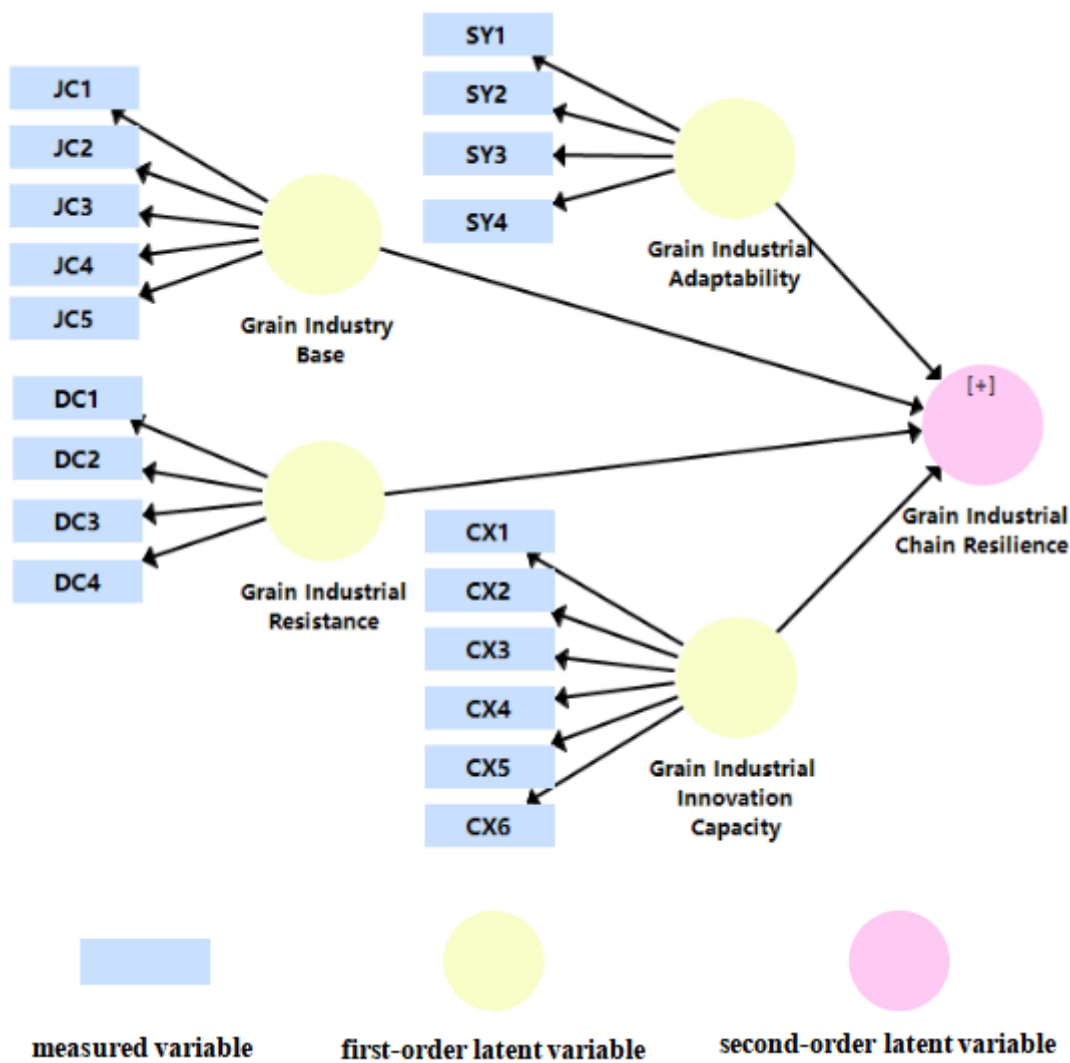 JC1
JC2
JC3
JC4
JC5
Grain Industry
Base
SY1
SY2
SY3
SY4
Grain Industrial
Adaptability
DC1
DC2
DC3
DC4
Grain Industrial
Resistance
CX1
CX2
CX3
CX4
CX5
CX6
Grain Industrial
Innovation
Capacity
[+]
Grain Industrial
Chain Resilience
measured variable
first-order latent variable
second-order latent variable